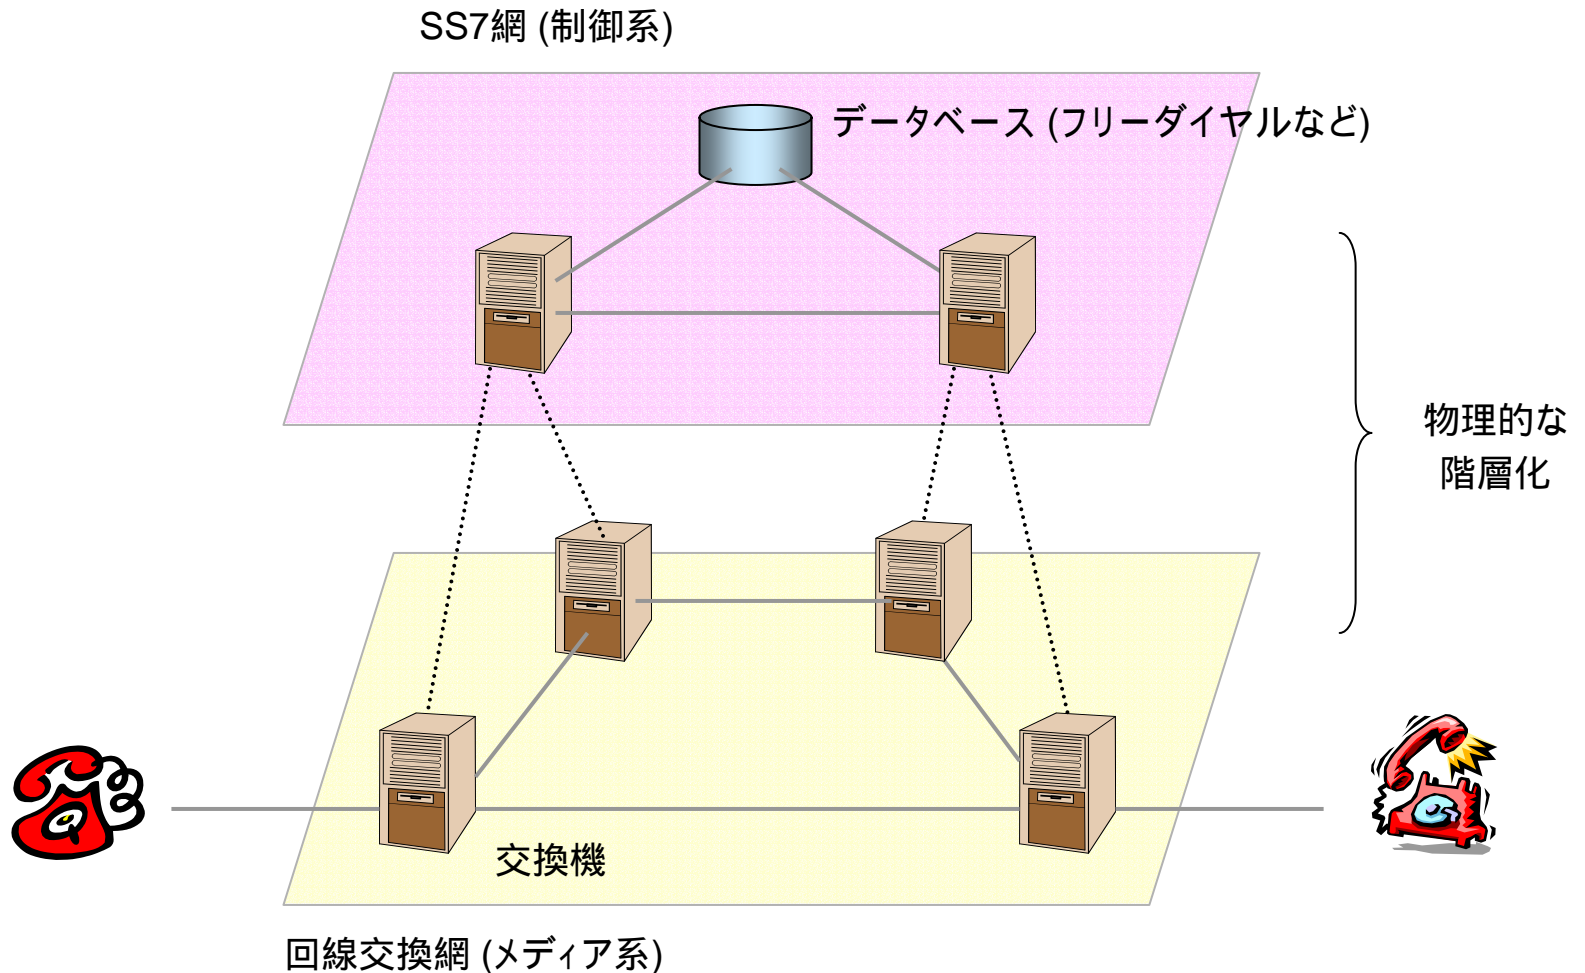 SS7網 (制御系)
データベース (フリーダイヤルなど)
物理的な
階層化
交換機
回線交換網 (メディア系)